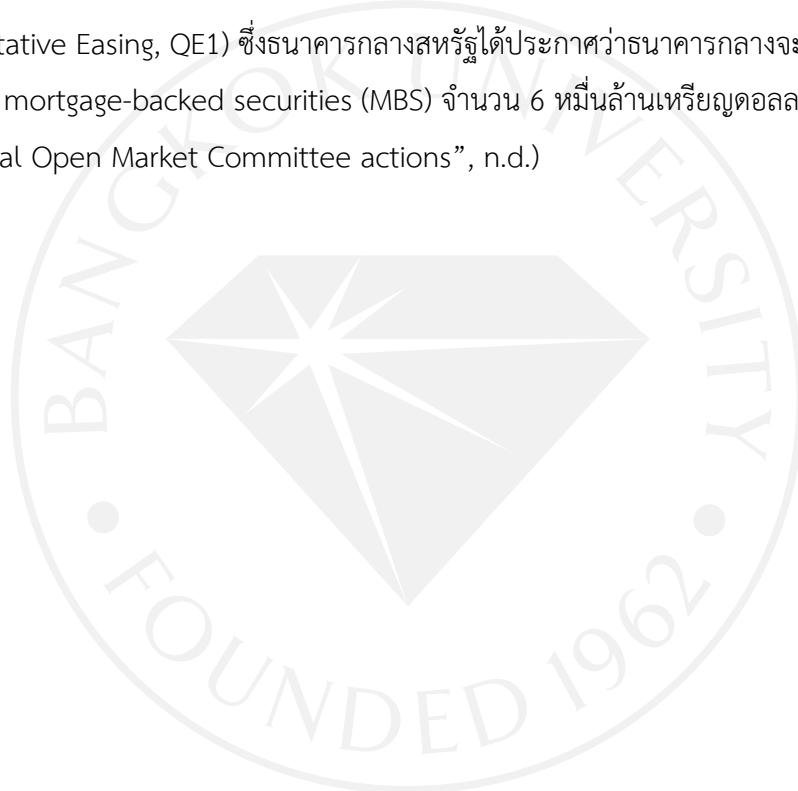 tative Easing, QE1) ซึ่งธนาคารกลางสหรัฐได้ประกาศว่าธนาคารกลางจะ
mortgage-backed securities (MBS) จำนวน 6 หมื่นล้านเหรียญดอลล
al Open Market Committee actions”, n.d.)
BANGKOK UNIVERSITY
• FOUNDED 1962 •